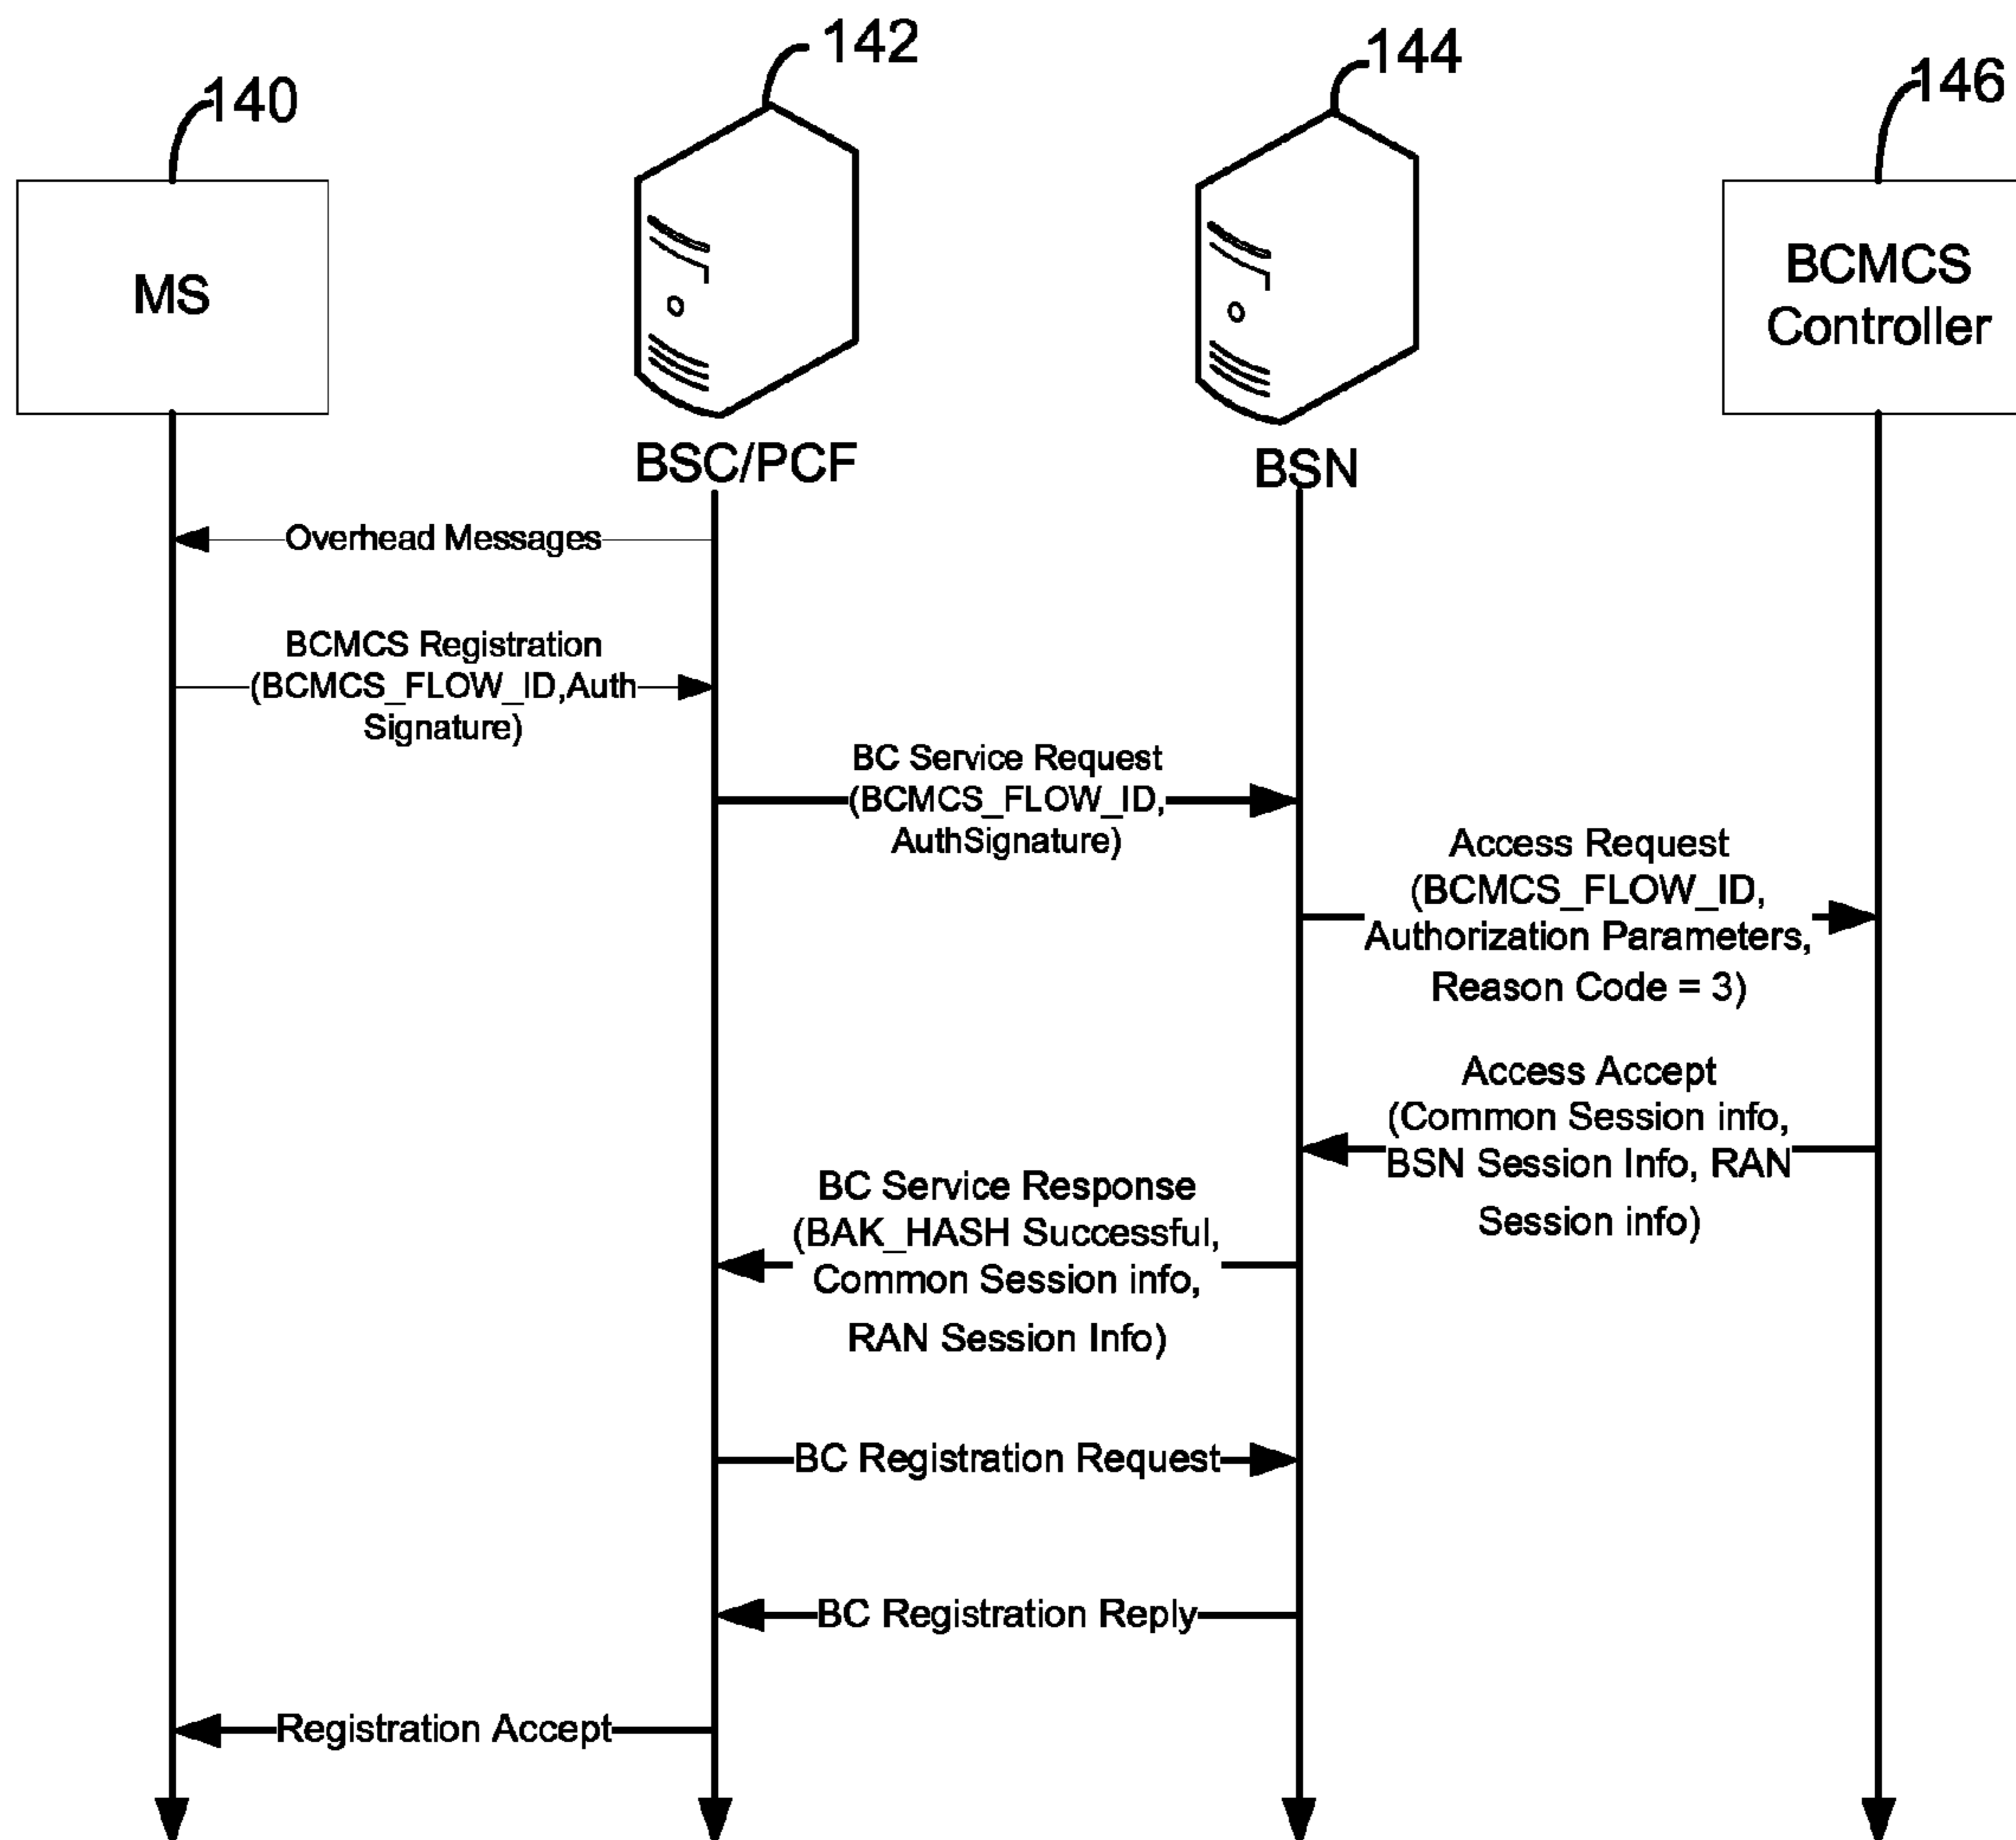 140
142
144
146
MS
BSC/PCF
BSN
BCMCS
Controller
Overhead Messages
BCMCS Registration
(BCMCS_FLOW_ID,Auth
Signature)
BC Service Request
(BCMCS_FLOW_ID,
AuthSignature)
Access Request
(BCMCS_FLOW_ID,
Authorization Parameters,
Reason Code = 3)
Access Accept
(Common Session info,
BSN Session Info, RAN
Session info)
BC Service Response
(BAK_HASH Successful,
Common Session info,
RAN Session Info)
BC Registration Request
BC Registration Reply
Registration Accept